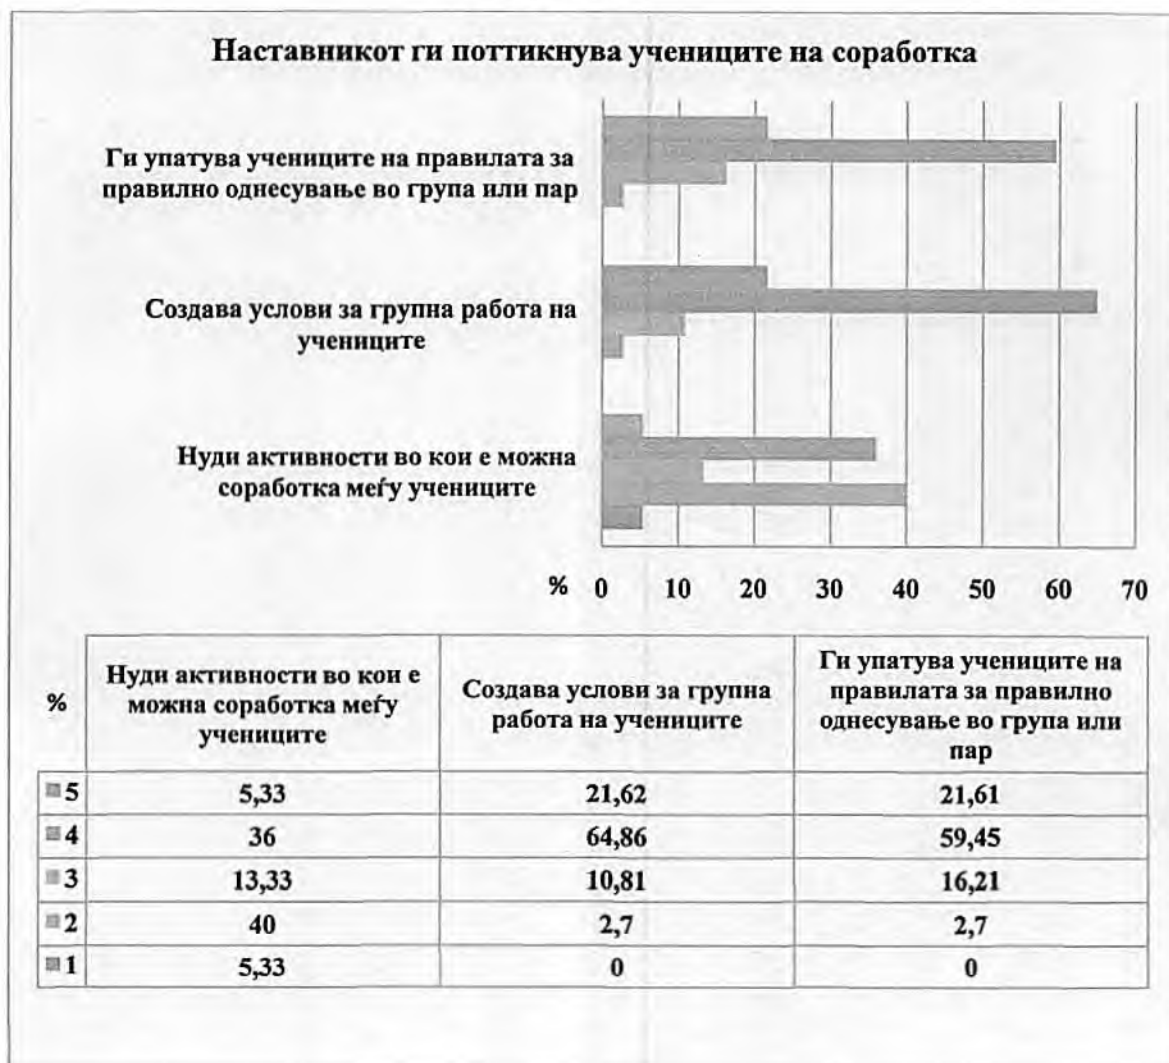 Наставникот ги поттикнува учениците на соработка
Ги упатува учениците на правилата за
правилно однесување во група или пар
Создава услови за групна работа на
учениците
Нуди активности во кои е можна
соработка меѓу учениците
% 0 10 20 30 40 50 60 70
% Нуди активности во кои е можна соработка меѓу учениците Создава услови за групна работа на учениците Ги упатува учениците на правилата за правилно однесување во група или пар
5 5,33 21,62 21,61
4 36 64,86 59,45
3 13,33 10,81 16,21
2 40 2,7 2,7
1 5,33 0 0